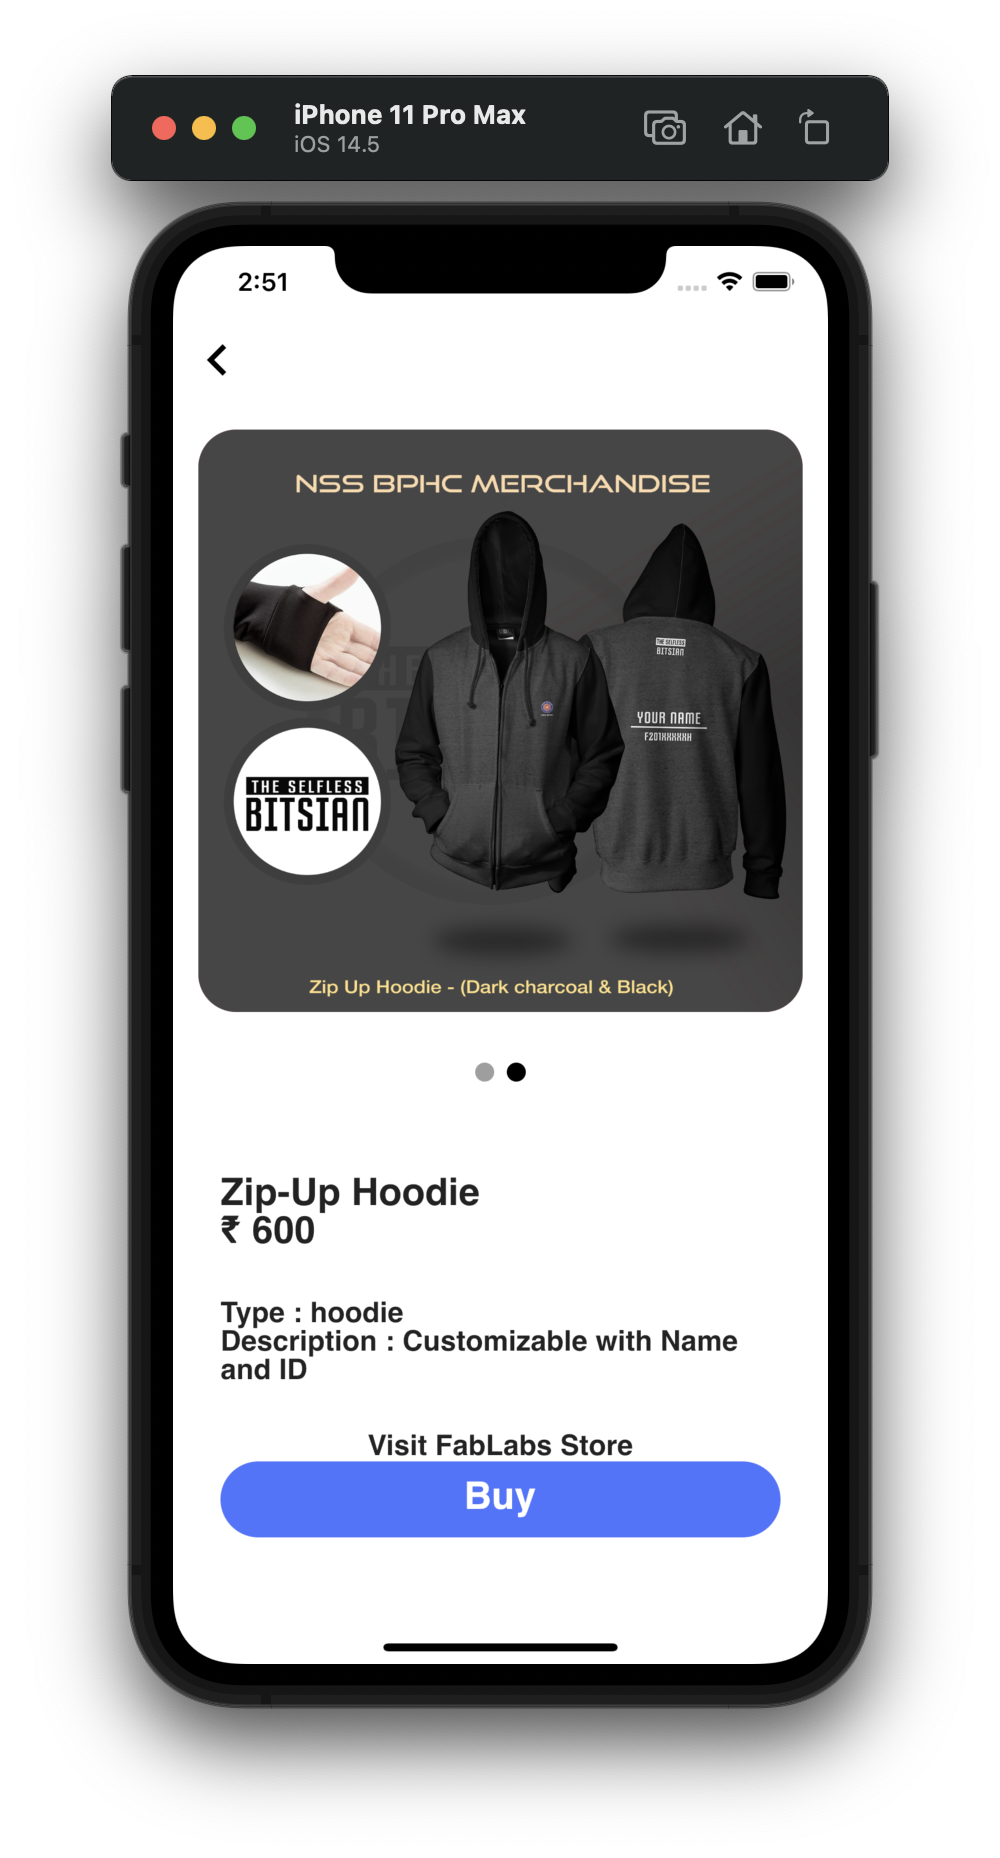 iPhone 11 Pro Max
iOS 14.5
2:51
NSS BPHC MERCHANDISE
THE SELFLESS
BITSIAN
THE SELFLESS
BITSIAN
YOUR NAME
F201XXXXXH
Zip Up Hoodie - (Dark charcoal & Black)
Zip-Up Hoodie
₹ 600
Type : hoodie
Description : Customizable with Name
and ID
Visit FabLabs Store
Buy